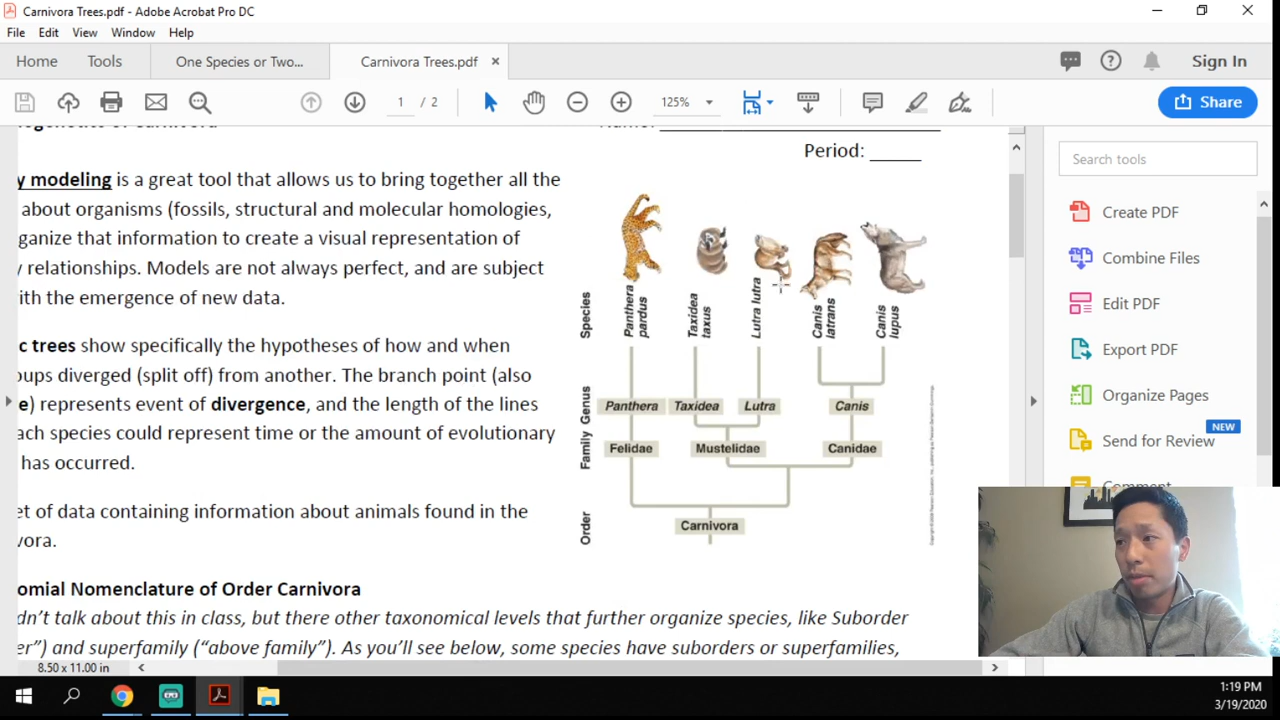 Carnivora Trees.pdf - Adobe Acrobat Pro DC
File Edit View Window Help
Home Tools One Species or Two... Carnivora Trees.pdf ×
Sign In
1 / 2 125% Share
Period: _____
y modeling is a great tool that allows us to bring together all the
about organisms (fossils, structural and molecular homologies,
rganize that information to create a visual representation of
y relationships. Models are not always perfect, and are subject
vith the emergence of new data.
c trees show specifically the hypotheses of how and when
oups diverged (split off) from another. The branch point (also
e) represents event of divergence, and the length of the lines
ach species could represent time or the amount of evolutionary
has occurred.
et of data containing information about animals found in the
vora.
Species
Panthera pardus
Taxidea taxus
Lutra lutra
Canis latrans
Canis lupus
Genus
Panthera Taxidea Lutra Canis
Family
Felidae Mustelidae Canidae
Order
Carnivora
omial Nomenclature of Order Carnivora
dn't talk about this in class, but there other taxonomical levels that further organize species, like Suborder
er") and superfamily ("above family"). As you'll see below, some species have suborders or superfamilies,
8.50 x 11.00 in
Search tools
Create PDF
Combine Files
Edit PDF
Export PDF
Organize Pages
NEW
Send for Review
Comment
1:19 PM
3/19/2020